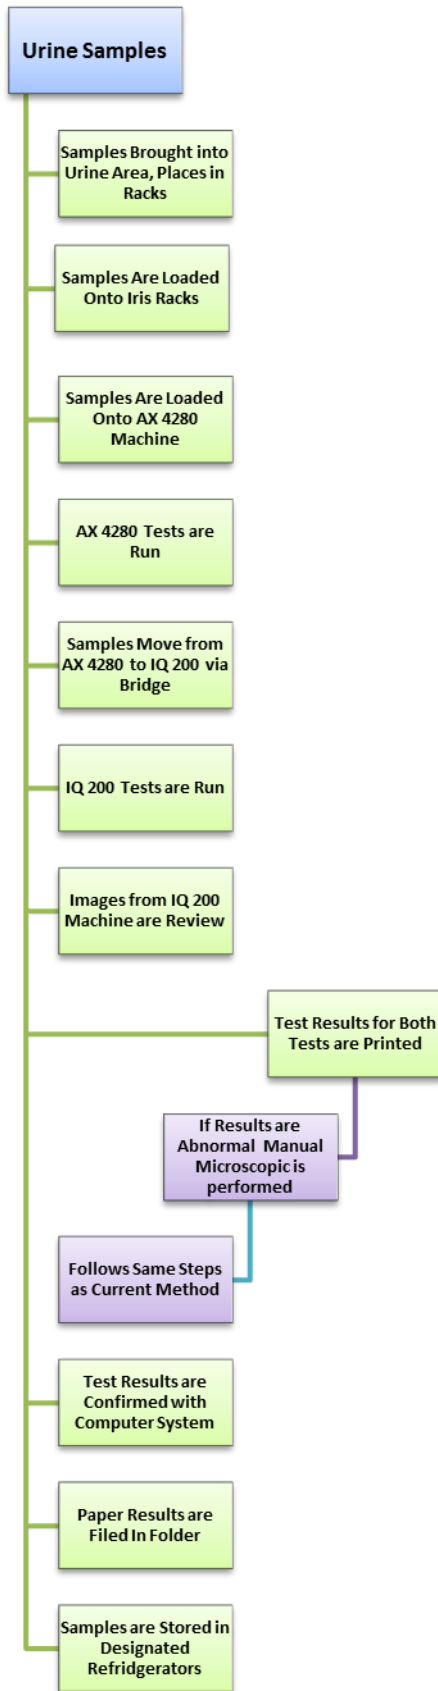 Urine Samples
Samples Brought into
Urine Area, Places in
Racks
Samples Are Loaded
Onto Iris Racks
Samples Are Loaded
Onto AX 4280
Machine
AX 4280 Tests are
Run
Samples Move from
AX 4280 to IQ 200 via
Bridge
IQ 200 Tests are Run
Images from IQ 200
Machine are Review
Test Results for Both
Tests are Printed
If Results are
Abnormal Manual
Microscopic is
performed
Follows Same Steps
as Current Method
Test Results are
Confirmed with
Computer System
Paper Results are
Filed In Folder
Samples are Stored in
Designated
Refridgerators